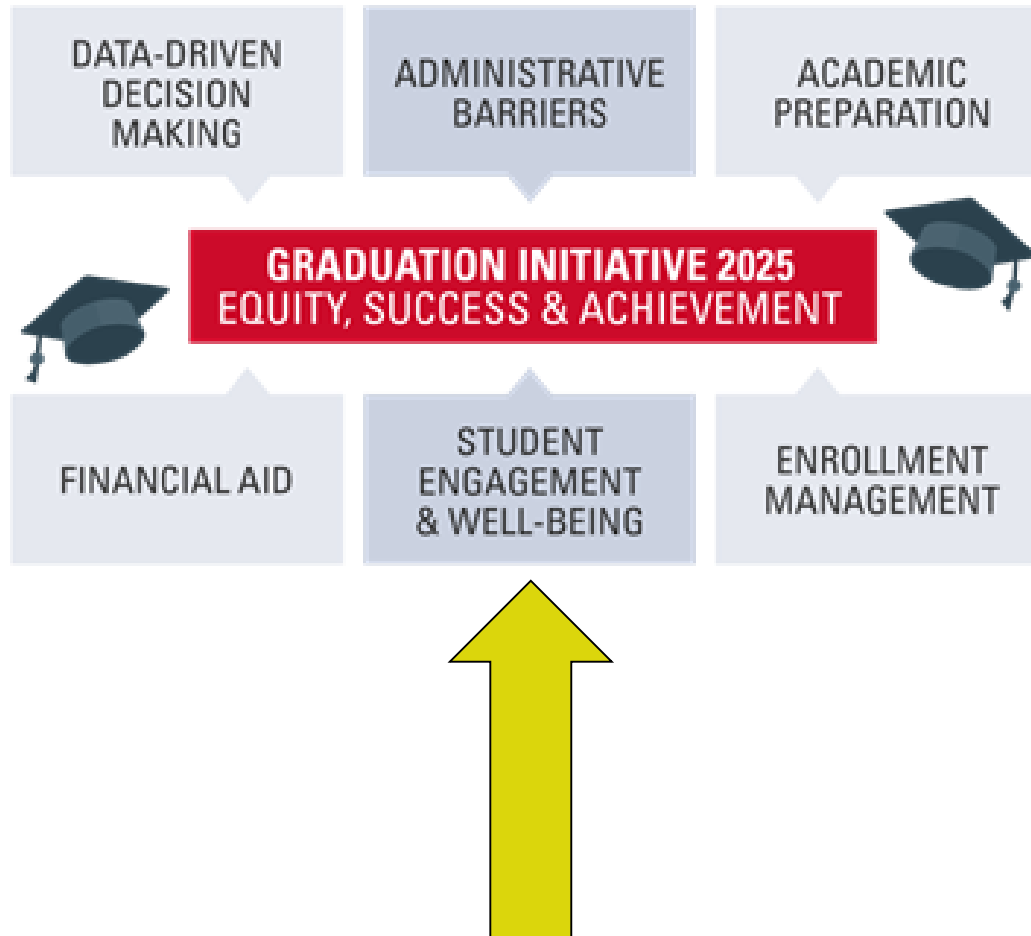 DATA-DRIVEN
DECISION
MAKING
ADMINISTRATIVE
BARRIERS
ACADEMIC
PREPARATION
GRADUATION INITIATIVE 2025
EQUITY, SUCCESS & ACHIEVEMENT
FINANCIAL AID
STUDENT
ENGAGEMENT
& WELL-BEING
ENROLLMENT
MANAGEMENT